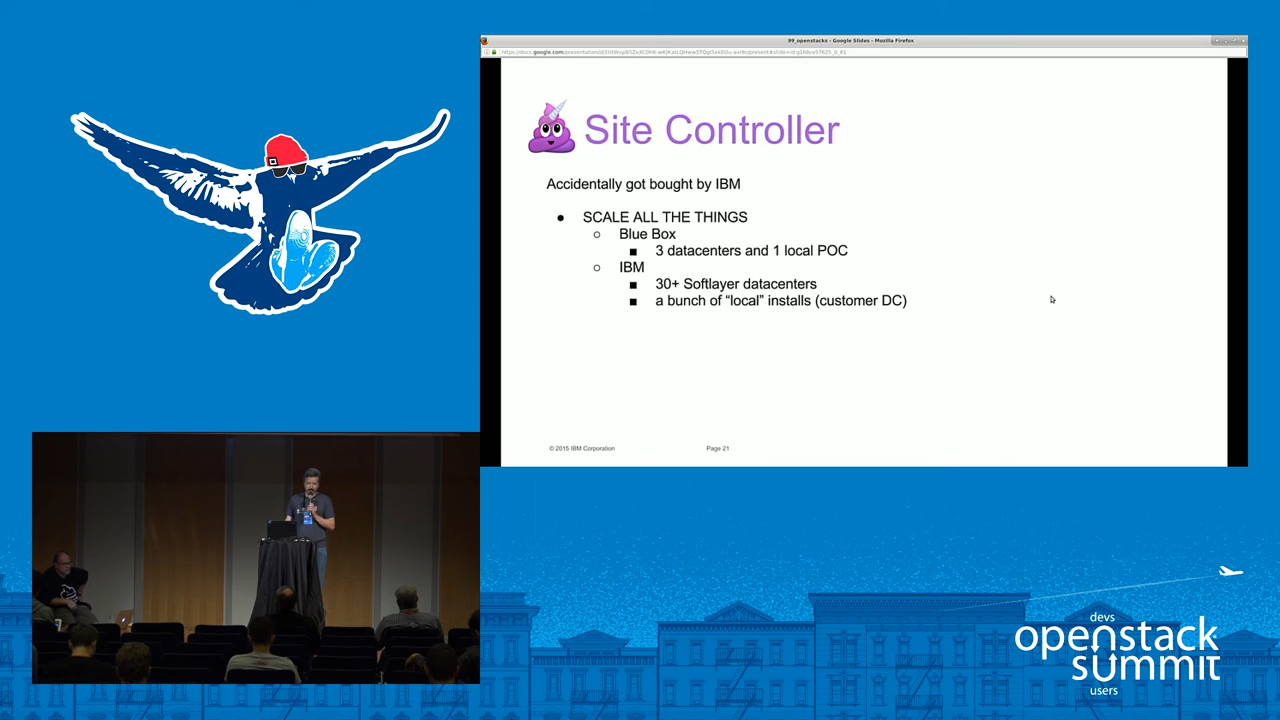 99_openstacks - Google Slides - Mozilla Firefox
Site Controller
Accidentally got bought by IBM
● SCALE ALL THE THINGS
○ Blue Box
■ 3 datacenters and 1 local POC
○ IBM
■ 30+ Softlayer datacenters
■ a bunch of “local” installs (customer DC)
© 2015 IBM Corporation
Page 21
devs
openstack
summit
users